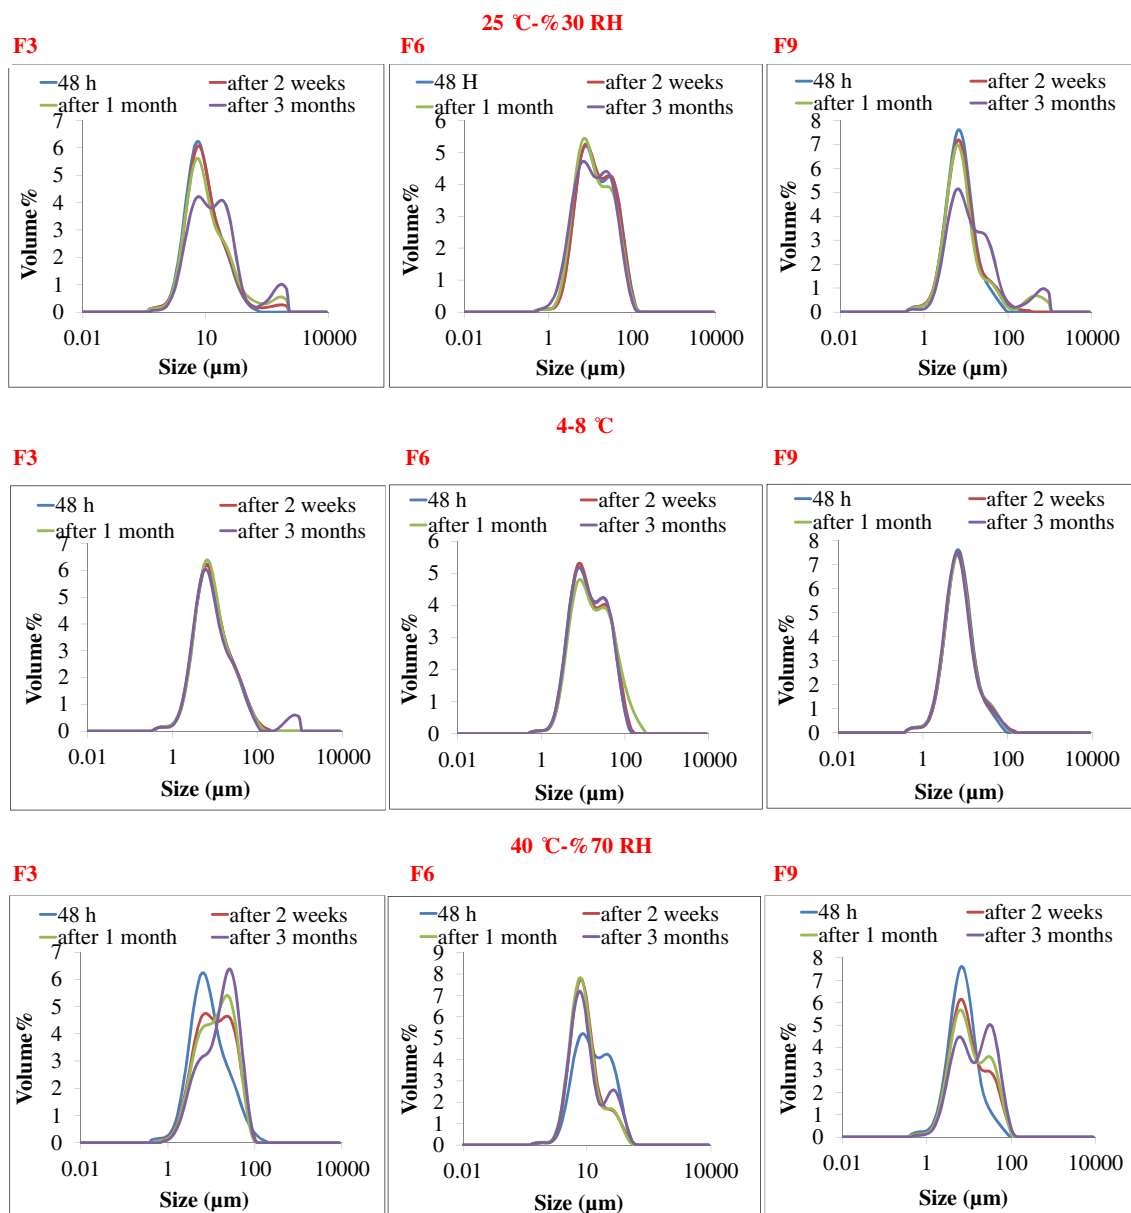 25 ℃-%30 RH
F3
F6
F9
48 h
after 2 weeks
after 1 month
after 3 months
7
6
5
4
3
2
1
0
Volume%
0.01
10
10000
Size (µm)
48 H
after 2 weeks
after 1 month
after 3 months
6
5
4
3
2
1
0
Volume%
0.01
1
100
10000
Size (µm)
48 h
after 2 weeks
after 1 month
after 3 months
8
7
6
5
4
3
2
1
0
Volume%
0.01
1
100
10000
Size (µm)
4-8 ℃
F3
F6
F9
48 h
after 2 weeks
after 1 month
after 3 months
7
6
5
4
3
2
1
0
Volume%
0.01
1
100
10000
Size (µm)
48 h
after 2 weeks
after 1 month
after 3 months
6
5
4
3
2
1
0
Volume%
0.01
1
100
10000
Size (µm)
48 h
after 2 weeks
after 1 month
after 3 months
8
7
6
5
4
3
2
1
0
Volume%
0.01
1
100
10000
Size (µm)
40 ℃-%70 RH
F3
F6
F9
48 h
after 2 weeks
after 1 month
after 3 months
7
6
5
4
3
2
1
0
Volume%
0.01
1
100
10000
Size (µm)
48 h
after 2 weeks
after 1 month
after 3 months
9
8
7
6
5
4
3
2
1
0
Volume%
0.01
10
10000
Size (µm)
48 h
after 2 weeks
after 1 month
after 3 months
8
7
6
5
4
3
2
1
0
Volume%
0.01
1
100
10000
Size (µm)